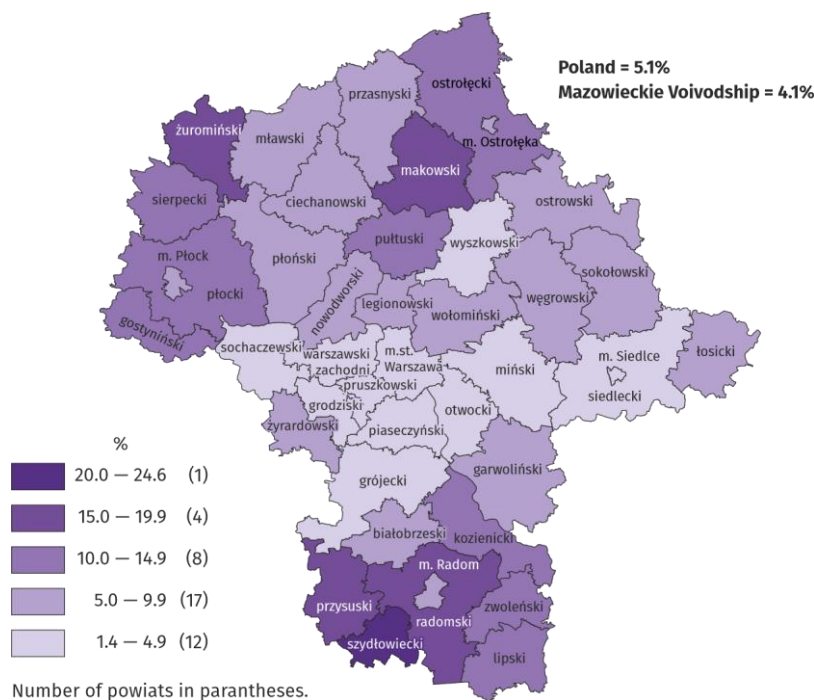 Poland = 5.1%
Mazowieckie Voivodship = 4.1%
ostrołęcki
przasnyski
żuromiński
mławski
m. Ostrołęka
makowski
sierpecki
ciechanowski
ostrowski
pułtuski
wyszkowski
m. Płock
płoński
sokołowski
płocki
nowodworski
legionowski
węgrowski
wołomiński
gostyniński
sochaczewski
warszawski
zachodni
m.st.
Warszawa
m. Siedlce
łosicki
miński
pruszkowski
siedlecki
grodziski
otwocki
żyrardowski
piaseczyński
garwoliński
grójecki
białobrzeski
kozienicki
m. Radom
przysuski
zwoleński
radomski
szydłowiecki
lipski
%
20.0 — 24.6 (1)
15.0 — 19.9 (4)
10.0 — 14.9 (8)
5.0 — 9.9 (17)
1.4 — 4.9 (12)
Number of powiats in parantheses.